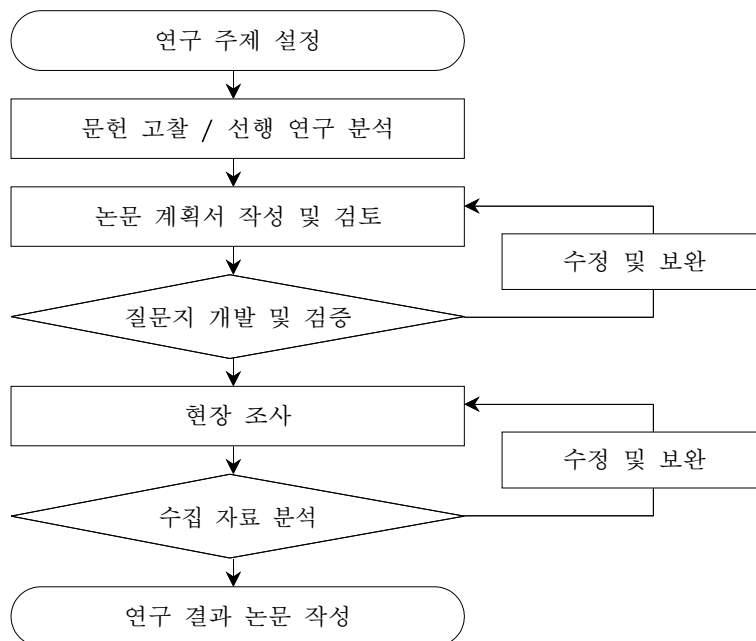 연구 주제 설정
문헌 고찰 / 선행 연구 분석
논문 계획서 작성 및 검토
수정 및 보완
질문지 개발 및 검증
현장 조사
수정 및 보완
수집 자료 분석
연구 결과 논문 작성